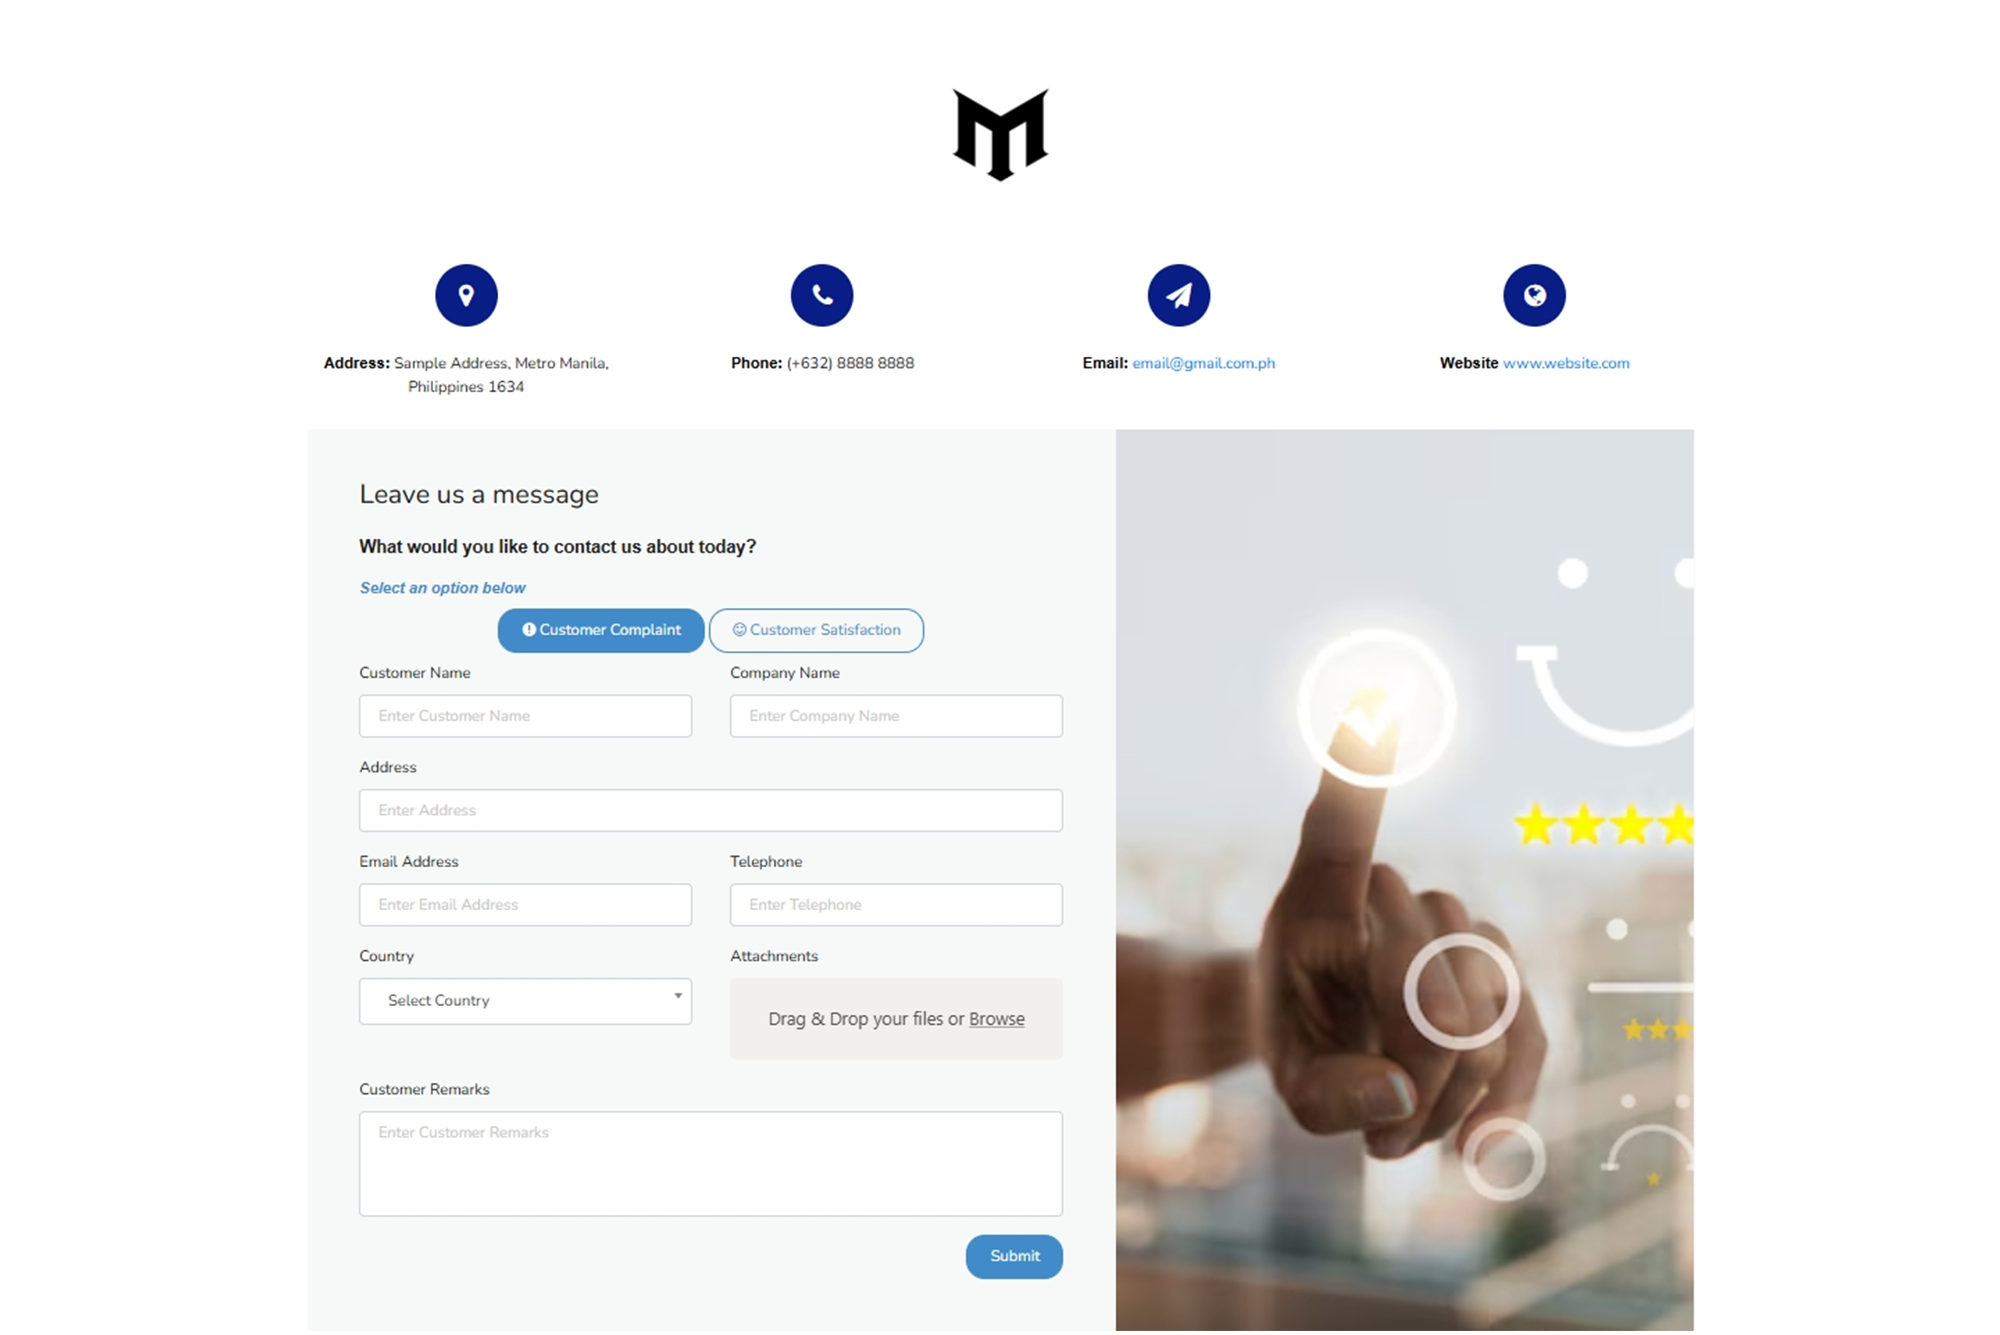 M
Address: Sample Address, Metro Manila,
Philippines 1634
Phone: (+632) 8888 8888
Email: email@gmail.com.ph
Website www.website.com
Leave us a message
What would you like to contact us about today?
Select an option below
Customer Complaint
Customer Satisfaction
Customer Name
Company Name
Enter Customer Name
Enter Company Name
Address
Enter Address
Email Address
Telephone
Enter Email Address
Enter Telephone
Country
Attachments
Select Country
Drag & Drop your files or Browse
Customer Remarks
Enter Customer Remarks
Submit